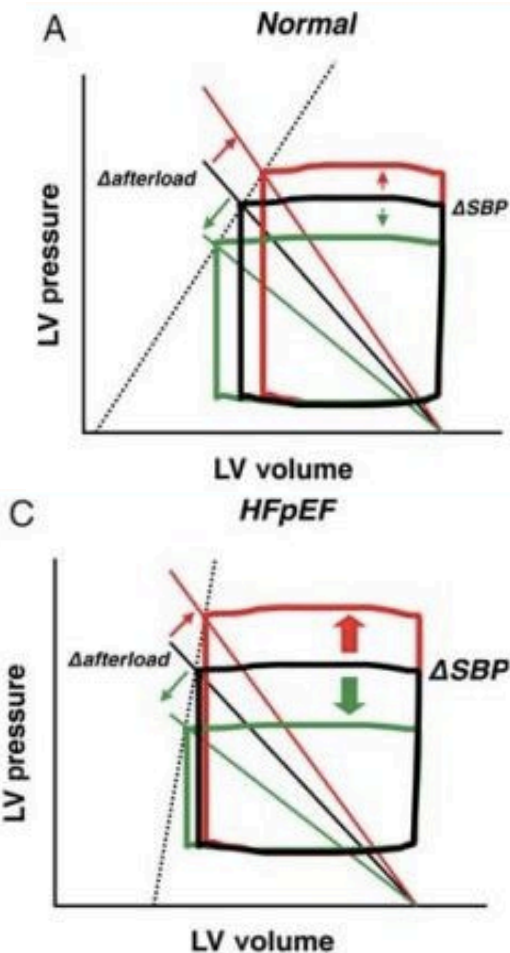 A
Normal
Δafterload
ΔSBP
LV pressure
LV volume
C
HFpEF
Δafterload
ΔSBP
LV pressure
LV volume